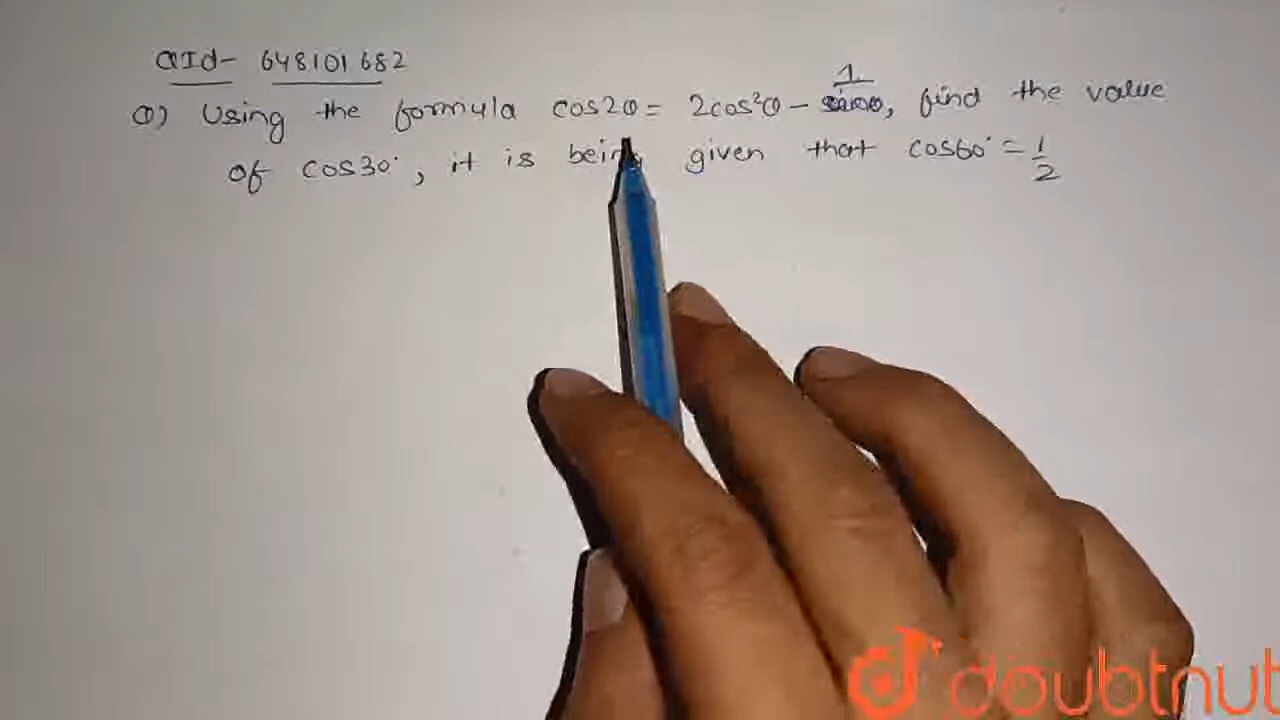 QId- 648101682
Q) Using the formula cos2θ = 2cos²θ - 1, find the value
of cos30°, it is being given that cos60° = 1/2
doubtnut